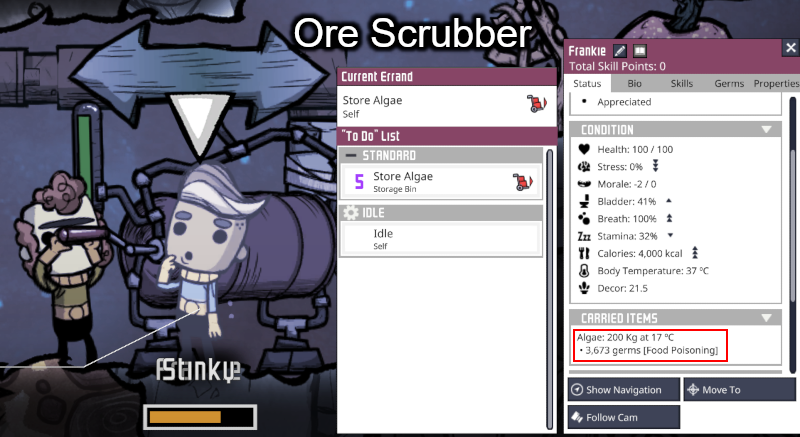 Ore Scrubber
Current Errand
Store Algae
Self
"To Do" List
STANDARD
5
Store Algae
Storage Bin
IDLE
Idle
Self
Frankie
Total Skill Points: 0
Status
Bio
Skills
Germs
Properties
• Appreciated
CONDITION
Health: 100 / 100
Stress: 0%
Morale: -2 / 0
Bladder: 41%
Breath: 100%
Zzz Stamina: 32%
Calories: 4,000 kcal
Body Temperature: 37 ºC
Decor: 21.5
CARRIED ITEMS
Algae: 200 Kg at 17 ºC
• 3,673 germs [Food Poisoning]
Show Navigation
Move To
Follow Cam